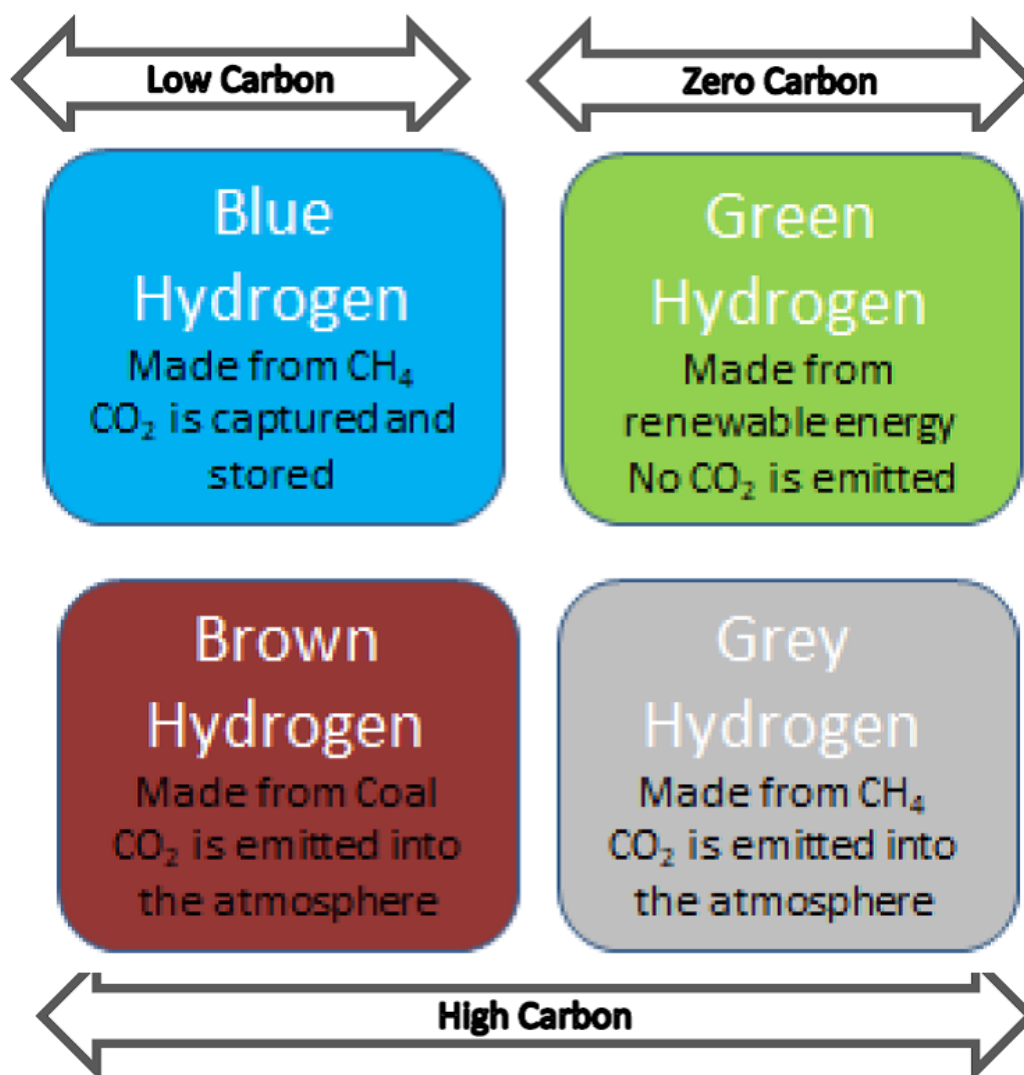 Low Carbon
Zero Carbon
Blue
Hydrogen
Made from CH₄
CO₂ is captured and
stored
Green
Hydrogen
Made from
renewable energy
No CO₂ is emitted
Brown
Hydrogen
Made from Coal
CO₂ is emitted into
the atmosphere
Grey
Hydrogen
Made from CH₄
CO₂ is emitted into
the atmosphere
High Carbon